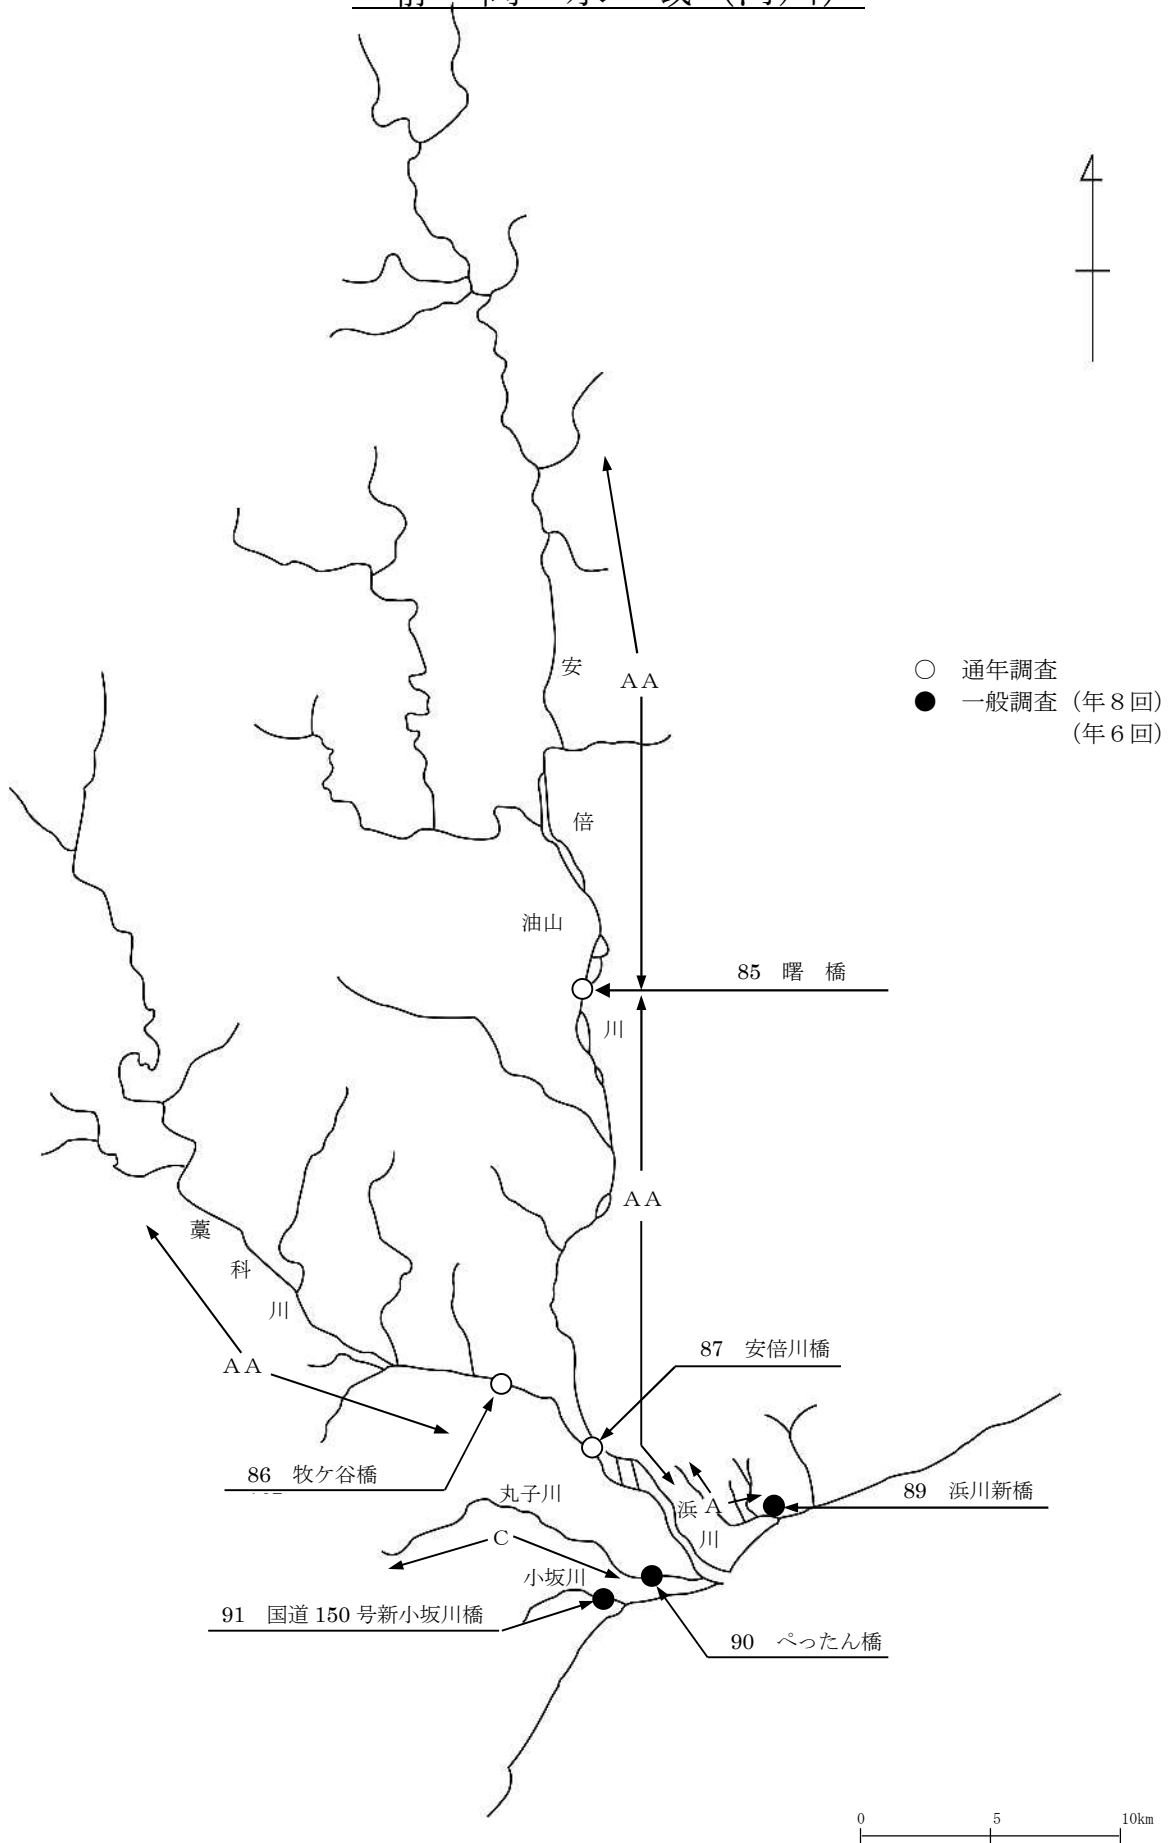 安
AA
○ 通年調査
● 一般調査（年８回）
（年６回）
倍
油山
85 曙 橋
川
AA
藁
科
川
AA
87 安倍川橋
86 牧ケ谷橋
丸子川
浜
A
川
89 浜川新橋
C
小坂川
91 国道 150 号新小坂川橋
90 ぺったん橋
0 5 10km